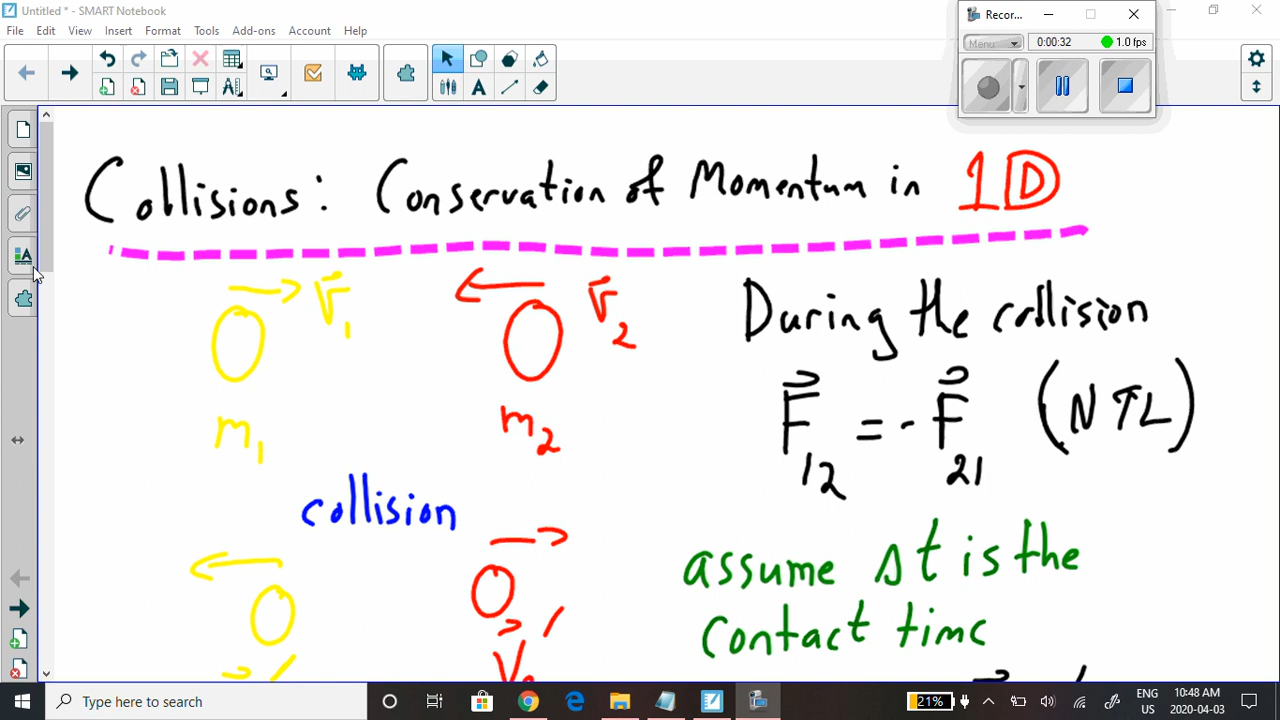 Untitled * - SMART Notebook
File Edit View Insert Format Tools Add-ons Account Help
Recor...
Menu
0:00:32 1.0 fps
Collisions: Conservation of Momentum in 1D
V1
V2
m1
m2
During the collision
F12 = - F21 (NTL)
collision
assume Δt is the
contact time
Type here to search
21%
ENG
US
10:48 AM
2020-04-03